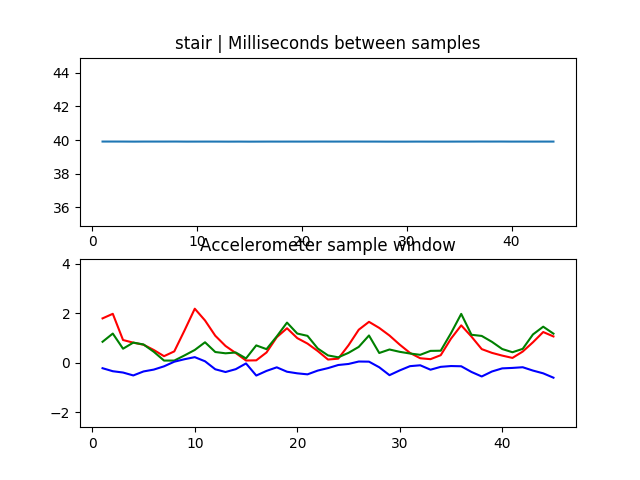 stair | Milliseconds between samples
44
42
40
38
36
0 10 20 30 40
Accelerometer sample window
4
2
0
−2
0 10 20 30 40